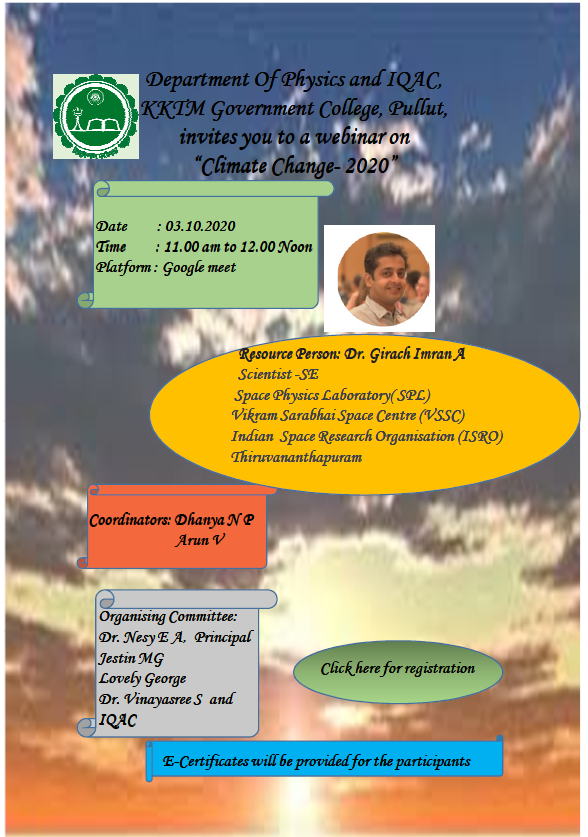 Department Of Physics and IQAC,
KKTM Government College, Pullut,
invites you to a webinar on
“Climate Change- 2020”
Date : 03.10.2020
Time : 11.00 am to 12.00 Noon
Platform : Google meet
Resource Person: Dr. Girach Imran A
Scientist -SE
Space Physics Laboratory( SPL)
Vikram Sarabhai Space Centre (VSSC)
Indian Space Research Organisation (ISRO)
Thiruvananthapuram
Coordinators: Dhanya N P
Arun V
Organising Committee:
Dr. Nesy E A, Principal
Jestin MG
Lovely George
Dr. Vinayasree S and
IQAC
Click here for registration
E-Certificates will be provided for the participants